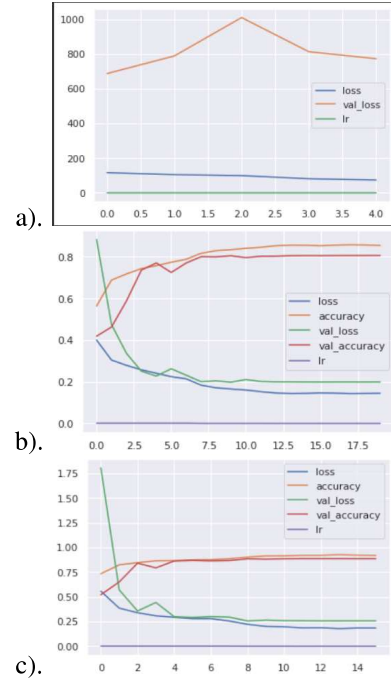 1000
800
600
400
200
0
loss
val_loss
lr
0.0 0.5 1.0 1.5 2.0 2.5 3.0 3.5 4.0
a).
0.8
0.6
0.4
0.2
0.0
loss
accuracy
val_loss
val_accuracy
lr
0.0 2.5 5.0 7.5 10.0 12.5 15.0 17.5
b).
1.75
1.50
1.25
1.00
0.75
0.50
0.25
0.00
loss
accuracy
val_loss
val_accuracy
lr
0 2 4 6 8 10 12 14
c).